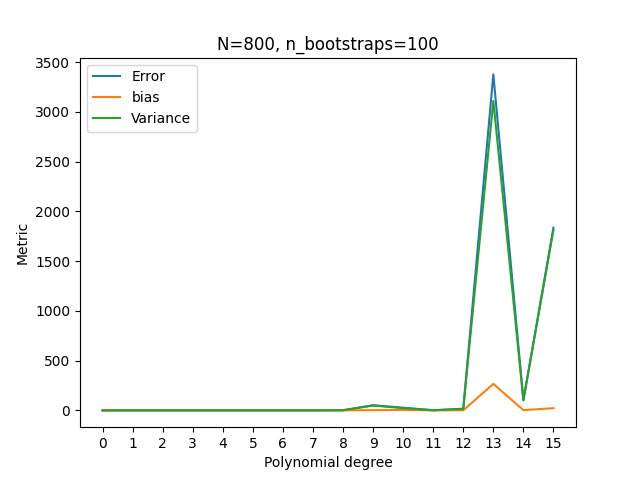 N=800, n_bootstraps=100
Error
bias
Variance
Metric
3500
3000
2500
2000
1500
1000
500
0
0 1 2 3 4 5 6 7 8 9 10 11 12 13 14 15
Polynomial degree